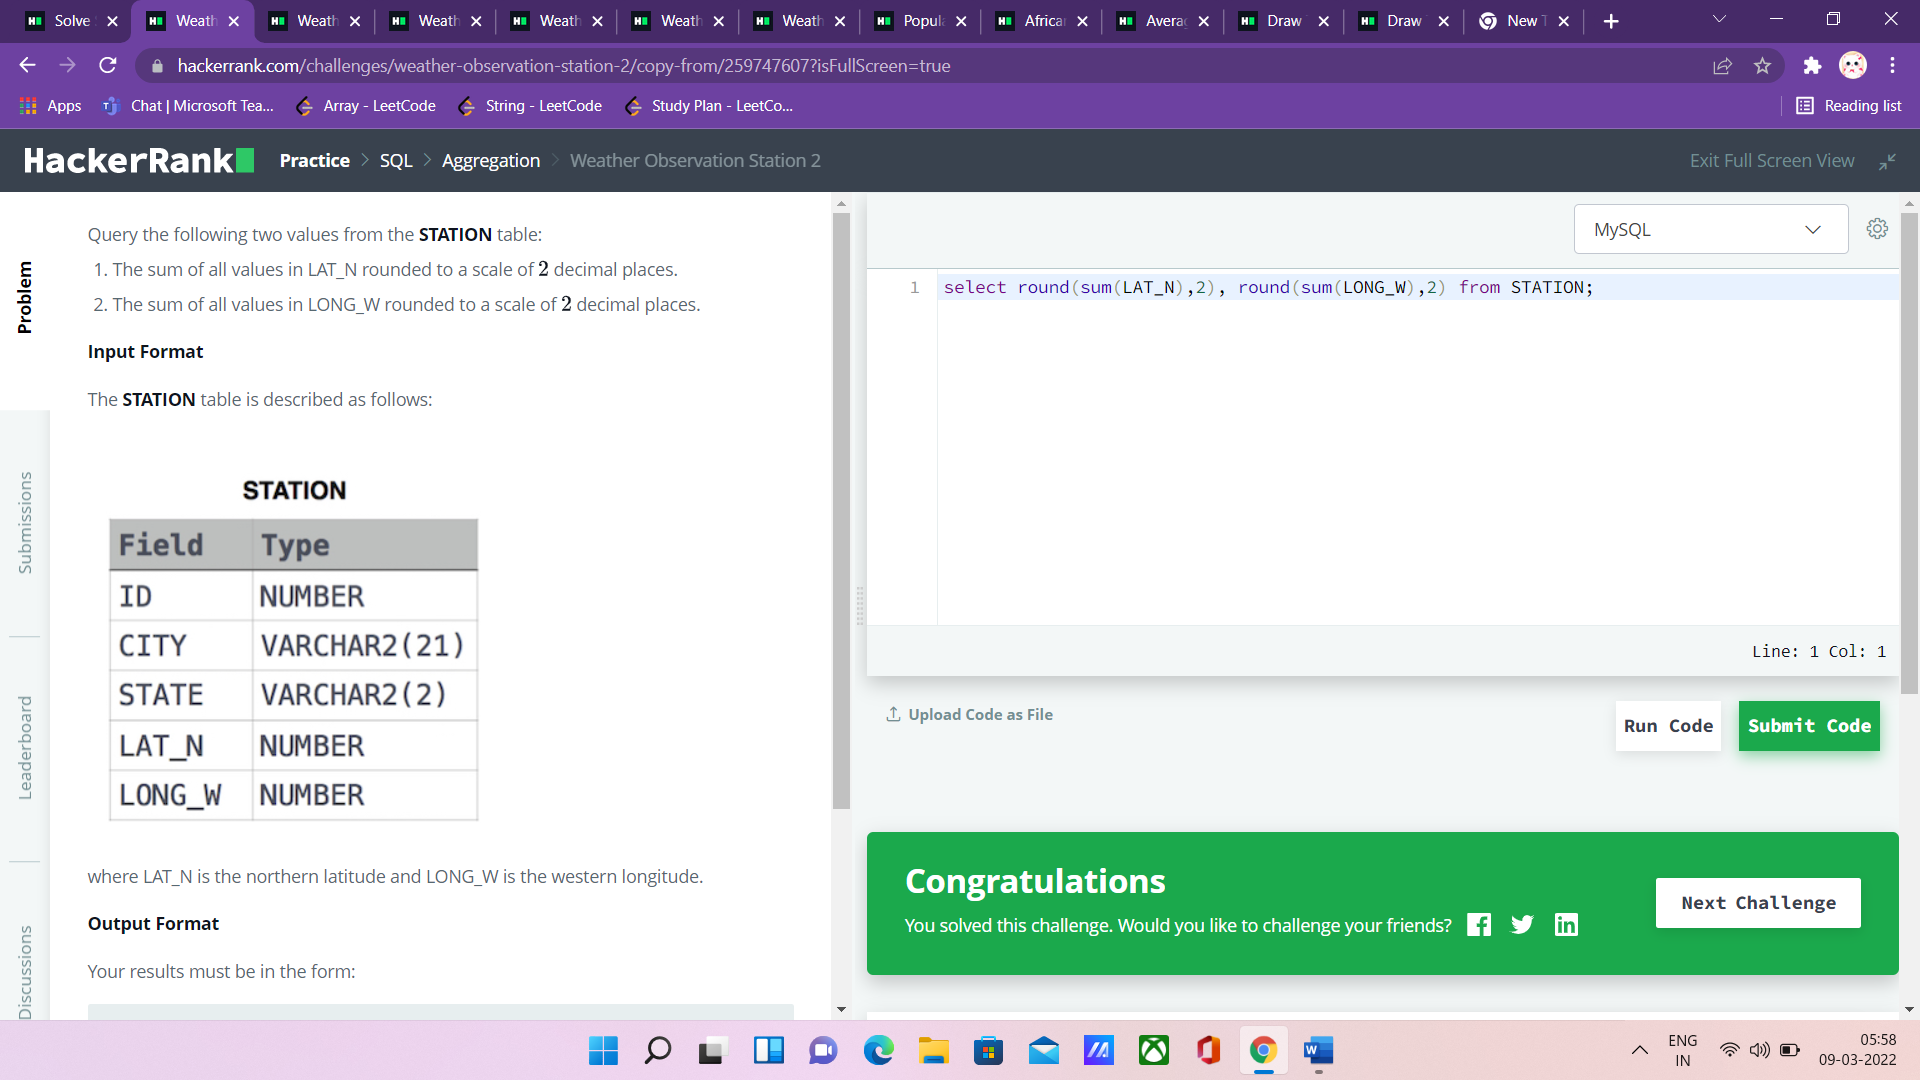 Solve
Weath
Weath
Weath
Weath
Weath
Weath
Popula
African
Averag
Draw
Draw
New T
hackerrank.com/challenges/weather-observation-station-2/copy-from/259747607?isFullScreen=true
Apps
Chat | Microsoft Tea...
Array - LeetCode
String - LeetCode
Study Plan - LeetCo...
Reading list
HackerRank
Practice > SQL > Aggregation > Weather Observation Station 2
Exit Full Screen View
Problem
Submissions
Leaderboard
Discussions
Query the following two values from the STATION table:
1. The sum of all values in LAT_N rounded to a scale of 2 decimal places.
2. The sum of all values in LONG_W rounded to a scale of 2 decimal places.
Input Format
The STATION table is described as follows:
STATION
Field Type
ID NUMBER
CITY VARCHAR2(21)
STATE VARCHAR2(2)
LAT_N NUMBER
LONG_W NUMBER
where LAT_N is the northern latitude and LONG_W is the western longitude.
Output Format
Your results must be in the form:
MySQL
1 select round(sum(LAT_N),2), round(sum(LONG_W),2) from STATION;
Line: 1 Col: 1
Upload Code as File
Run Code
Submit Code
Congratulations
You solved this challenge. Would you like to challenge your friends?
Next Challenge
ENG
IN
05:58
09-03-2022